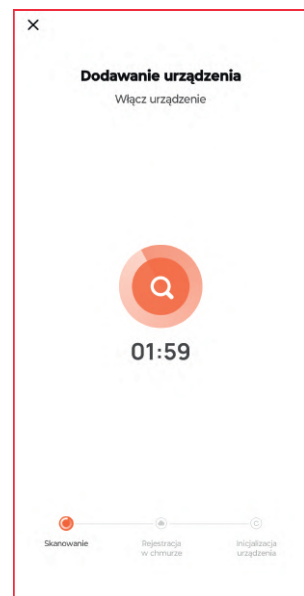 Dodawanie urządzenia
Włącz urządzenie
01:59
Skanowanie
Rejestracja
w chmurze
Inicjalizacja
urządzenia